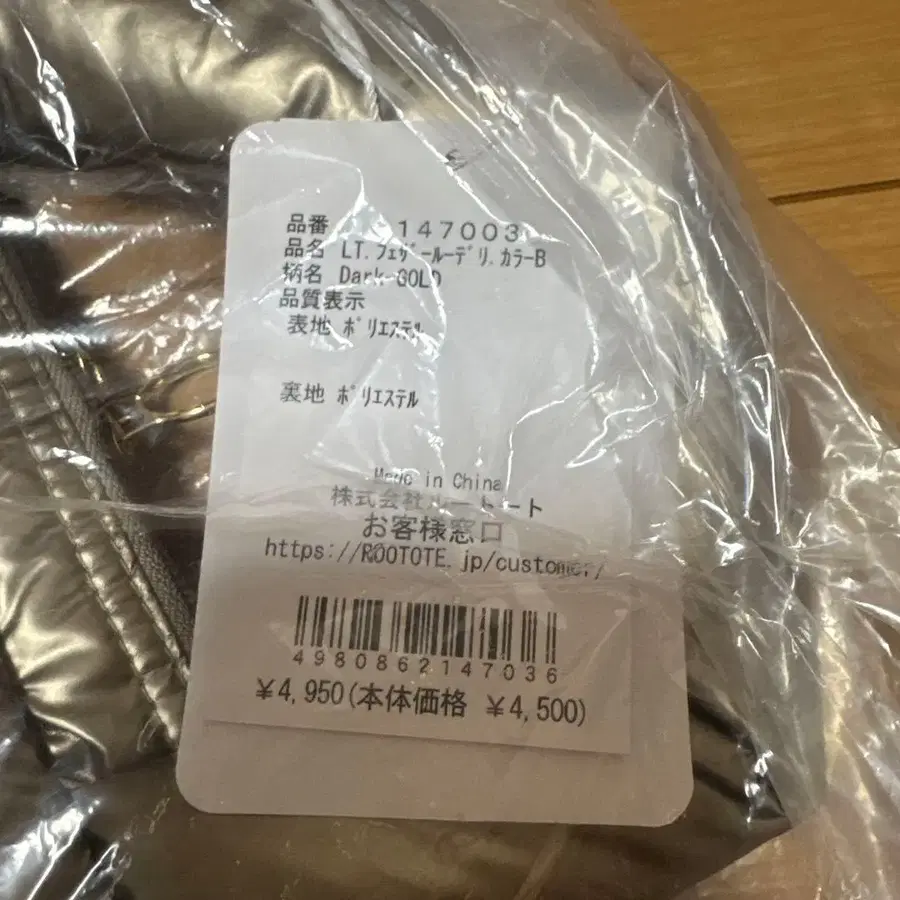 品番 147003
品名 LT.フェザールーデリ.カラーB
柄名 Dark-GOLD
品質表示
表地 ポリエステル
裏地 ポリエステル
Made in China
株式会社ルートート
お客様窓口
https://ROOTOTE.jp/customer/
4980862147036
¥4,950(本体価格 ¥4,500)